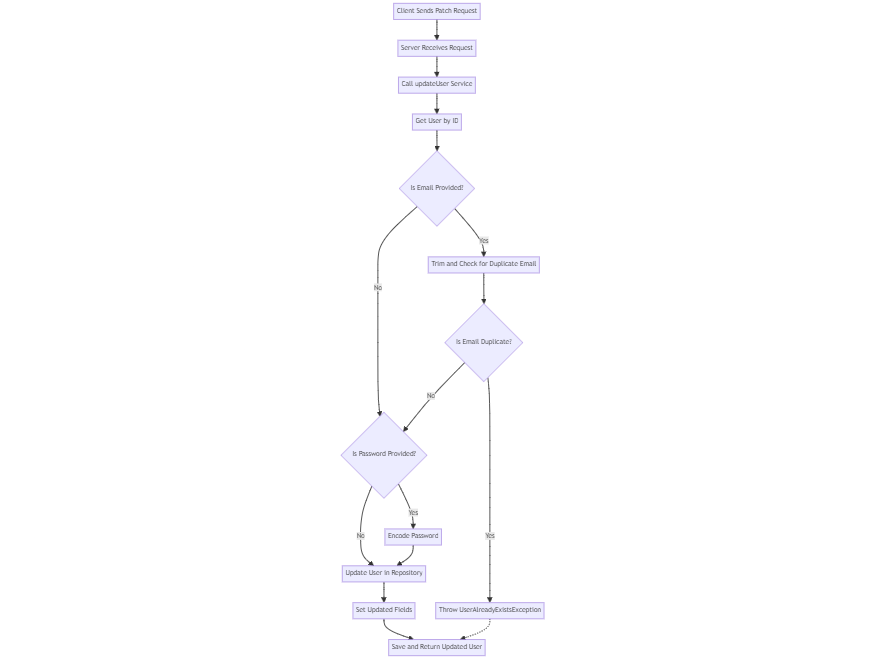 Client Sends Patch Request
Server Receives Request
Call updateUser Service
Get User by ID
Is Email Provided?
Yes
Trim and Check for Duplicate Email
No
Is Email Duplicate?
No
Is Password Provided?
Yes
No
Encode Password
Yes
Update User in Repository
Set Updated Fields
Throw UserAlreadyExistsException
Save and Return Updated User